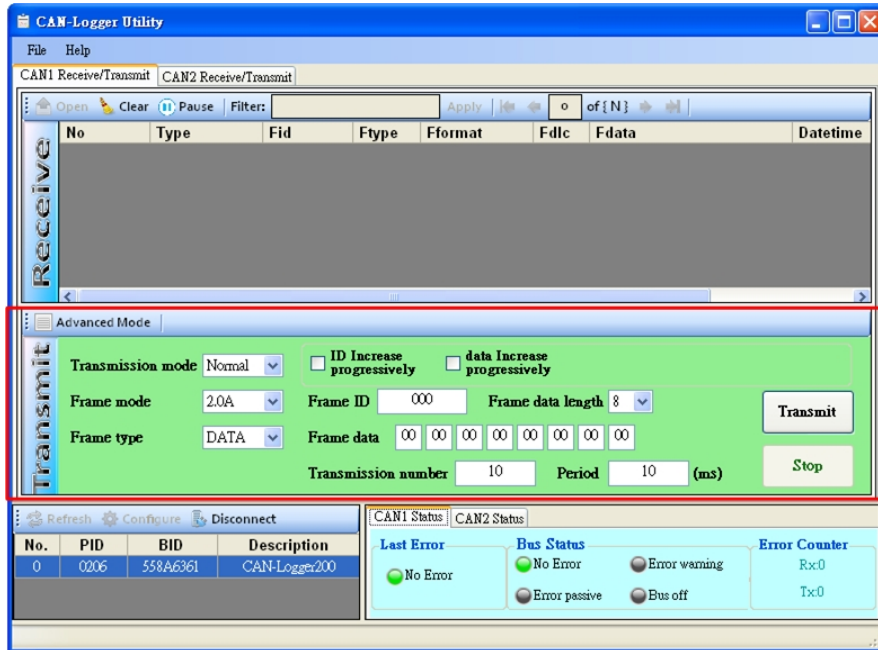 CAN-Logger Utility
File Help
CAN1 Receive/Transmit CAN2 Receive/Transmit
Open Clear Pause Filter: Apply 0 of {N}
Receive
No Type Fid Ftype Fformat Fdlc Fdata Datetime
Advanced Mode
Transmit
Transmission mode Normal ID Increase progressively data Increase progressively
Frame mode 2.0A Frame ID 000 Frame data length 8
Transmit
Frame type DATA Frame data 00 00 00 00 00 00 00 00
Transmission number 10 Period 10 (ms)
Stop
Refresh Configure Disconnect
No. PID BID Description
0 0206 558A6361 CAN-Logger200
CAN1 Status CAN2 Status
Last Error Bus Status Error Counter
No Error No Error Error warning Rx:0
Error passive Bus off Tx:0